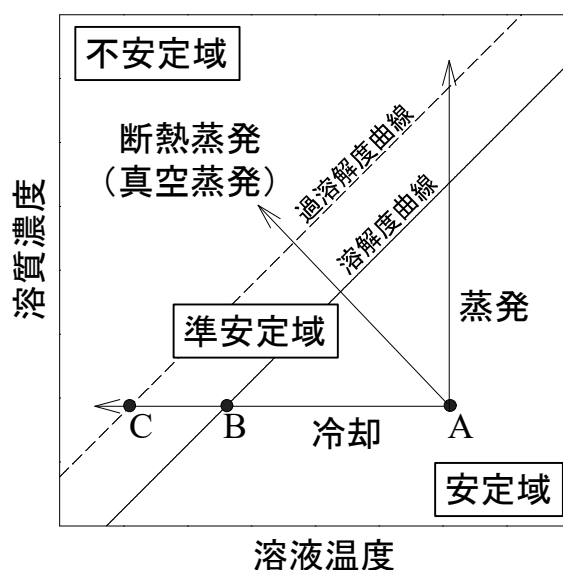 不安定域
断熱蒸発
(真空蒸発)
過溶解度曲線
溶解度曲線
溶質濃度
準安定域
蒸発
C
B
冷却
A
安定域
溶液温度